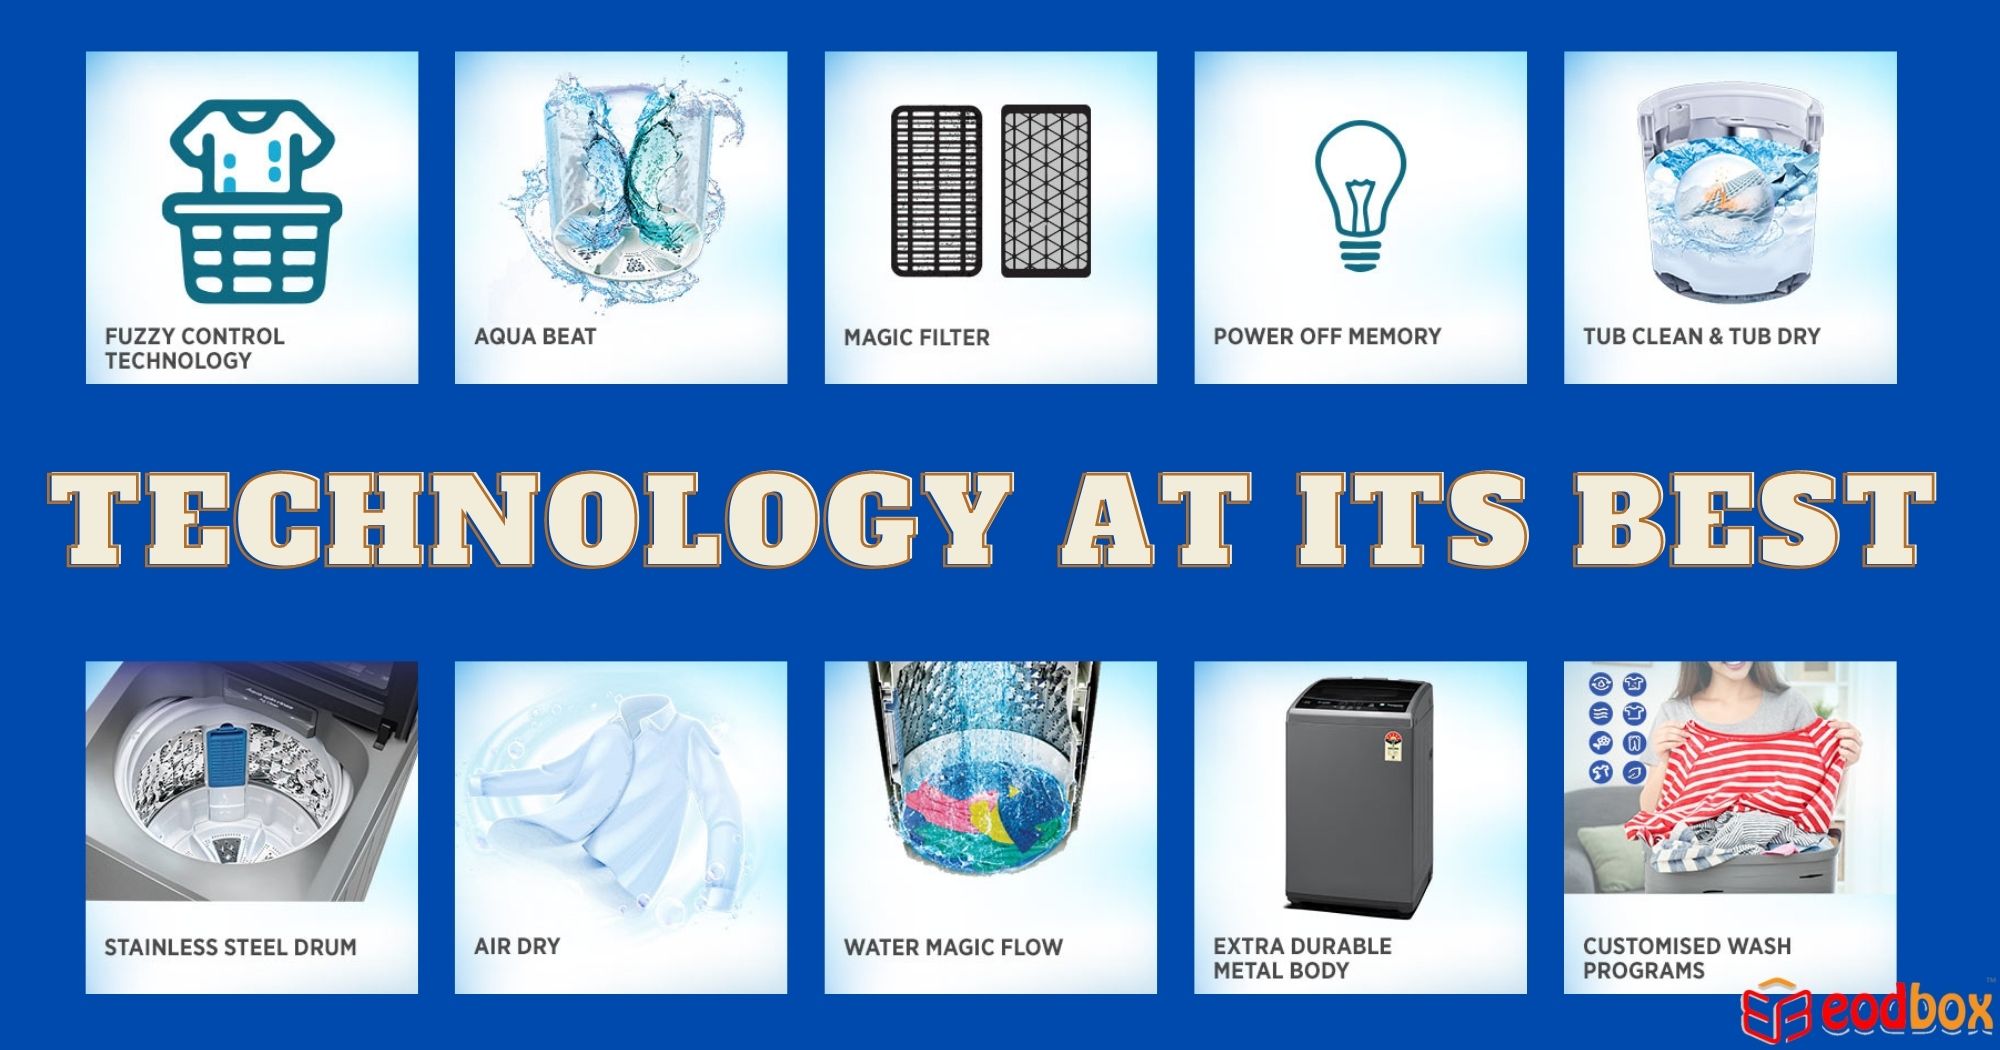 FUZZY CONTROL
TECHNOLOGY
AQUA BEAT
MAGIC FILTER
POWER OFF MEMORY
TUB CLEAN & TUB DRY
TECHNOLOGY AT ITS BEST
STAINLESS STEEL DRUM
AIR DRY
WATER MAGIC FLOW
EXTRA DURABLE
METAL BODY
CUSTOMISED WASH
PROGRAMS
eodbox
TM